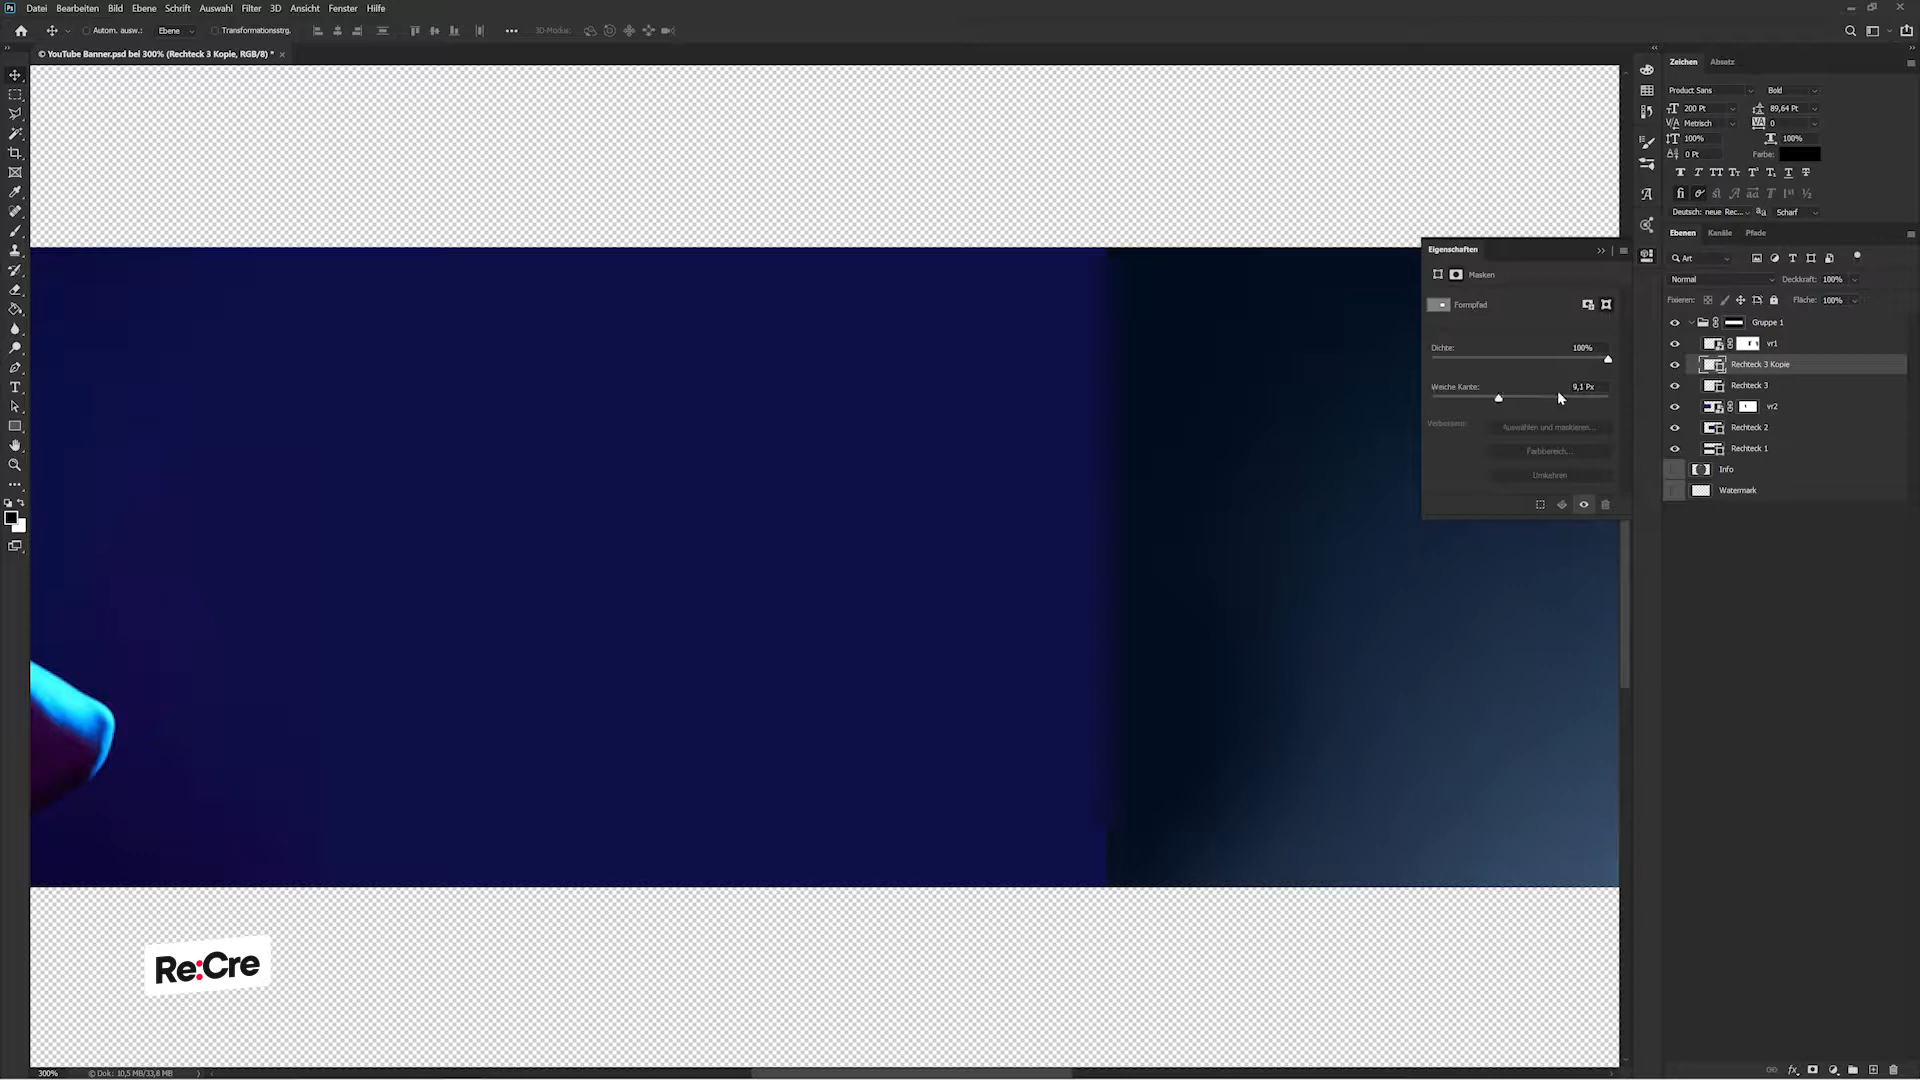 Ps Datei Bearbeiten Bild Ebene Schrift Auswahl Filter 3D Ansicht Fenster Hilfe
Autom. ausw.: Ebene Transformationsstrg. 3D-Modus:
© YouTube Banner.psd bei 300% (Rechteck 3 Kopie, RGB/8) *
Zeichen Absatz
Product Sans Bold
200 Pt 89,64 Pt
Metrisch 0
100% 100%
0 Pt Farbe:
Deutsch: neue Rec... Scharf
Ebenen Kanäle Pfade
Art
Normal Deckkraft: 100%
Fixieren: Fläche: 100%
Gruppe 1
vr1
Rechteck 3 Kopie
Rechteck 3
vr2
Rechteck 2
Rechteck 1
Info
Watermark
Eigenschaften
Masken
Formpfad
Dichte: 100%
Weiche Kante: 9,1 Px
Verbessern: Auswählen und maskieren...
Farbbereich...
Umkehren
Re:Cre
300% © Dok: 10,5 MB/33,8 MB